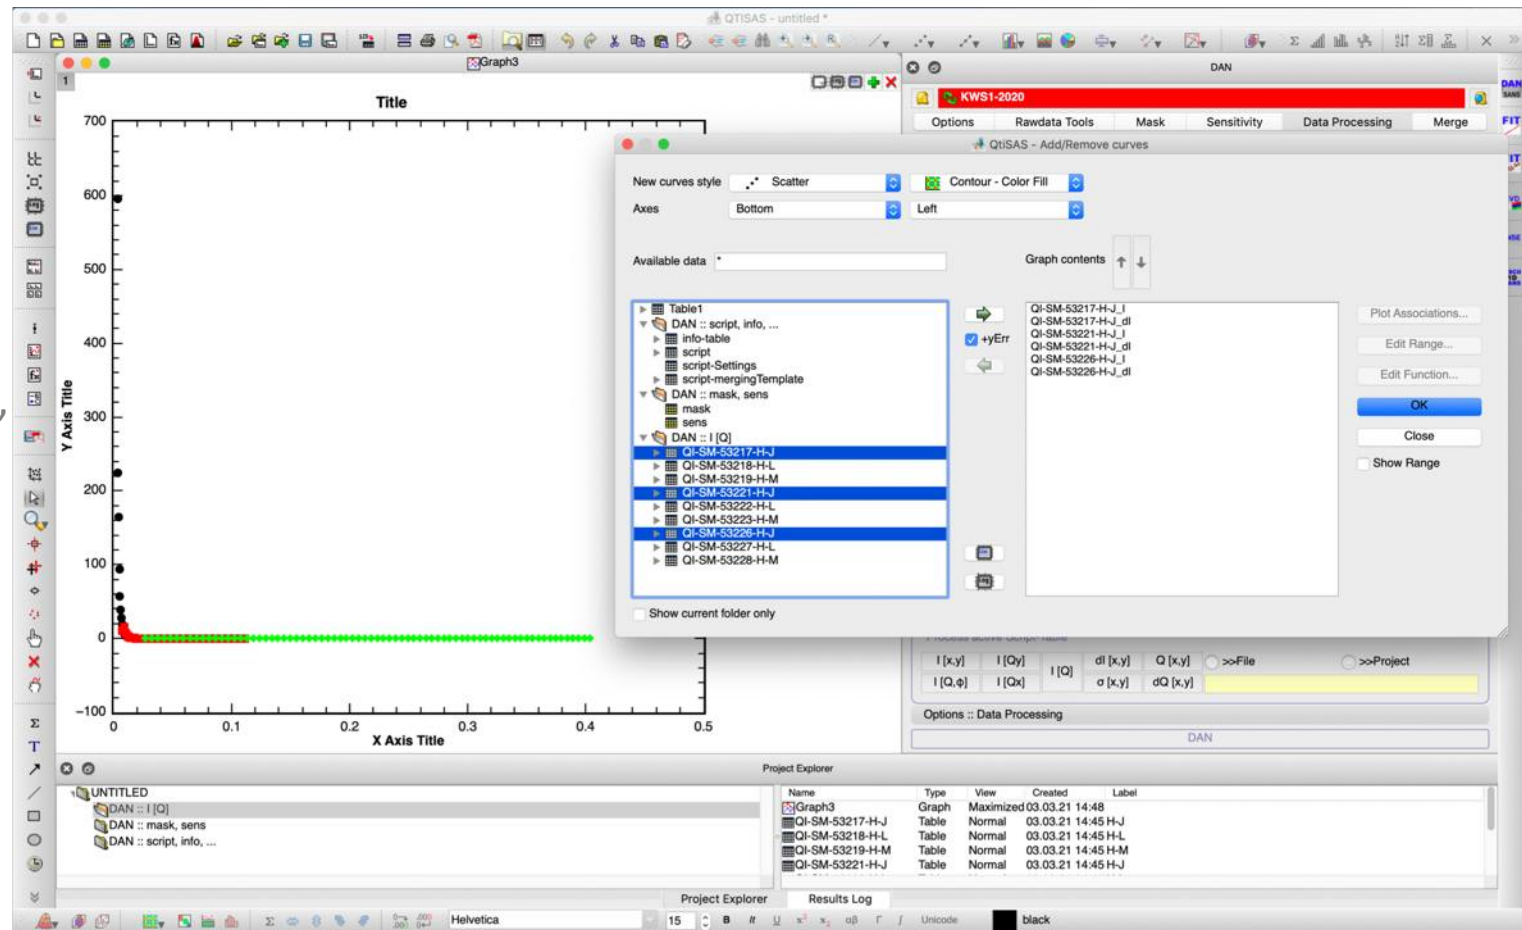 QTISAS - untitled *
Graph3
1
Title
700
600
500
400
300
200
100
0
−100
0 0.1 0.2 0.3 0.4 0.5
Y Axis Title
X Axis Title
DAN
KWS1-2020
Options Rawdata Tools Mask Sensitivity Data Processing Merge
DAN
SANS
FIT
QtiSAS - Add/Remove curves
New curves style Scatter Contour - Color Fill
Axes Bottom Left
Available data * Graph contents
Table1
DAN :: script, info, ...
info-table
script
script-Settings
script-mergingTemplate
DAN :: mask, sens
mask
sens
DAN :: I [Q]
QI-SM-53217-H-J
QI-SM-53218-H-L
QI-SM-53219-H-M
QI-SM-53221-H-J
QI-SM-53222-H-L
QI-SM-53223-H-M
QI-SM-53226-H-J
QI-SM-53227-H-L
QI-SM-53228-H-M
+yErr
QI-SM-53217-H-J_I
QI-SM-53217-H-J_dI
QI-SM-53221-H-J_I
QI-SM-53221-H-J_dI
QI-SM-53226-H-J_I
QI-SM-53226-H-J_dI
Plot Associations...
Edit Range...
Edit Function...
OK
Close
Show Range
Show current folder only
I [x,y] I [Qy] I [Q] dI [x,y] Q [x,y] >>File >>Project
I [Q,ϕ] I [Qx] σ [x,y] dQ [x,y]
Options :: Data Processing
DAN
Project Explorer
UNTITLED
DAN :: I [Q]
DAN :: mask, sens
DAN :: script, info, ...
Name Type View Created Label
Graph3 Graph Maximized 03.03.21 14:48
QI-SM-53217-H-J Table Normal 03.03.21 14:45 H-J
QI-SM-53218-H-L Table Normal 03.03.21 14:45 H-L
QI-SM-53219-H-M Table Normal 03.03.21 14:45 H-M
QI-SM-53221-H-J Table Normal 03.03.21 14:45 H-J
Project Explorer Results Log
Helvetica 15 B It U x² x₂ αβ Γ ∫ Unicode black